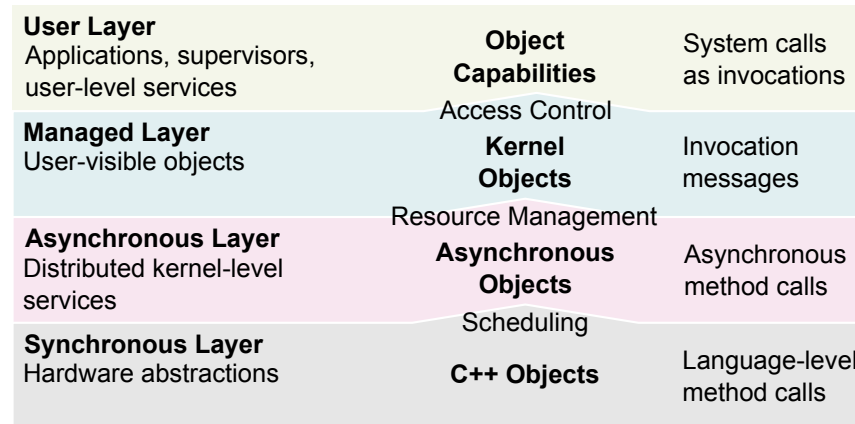 User Layer
Applications, supervisors,
user-level services
Object
Capabilities
System calls
as invocations
Access Control
Managed Layer
User-visible objects
Kernel
Objects
Invocation
messages
Resource Management
Asynchronous Layer
Distributed kernel-level
services
Asynchronous
Objects
Asynchronous
method calls
Scheduling
Synchronous Layer
Hardware abstractions
C++ Objects
Language-level
method calls